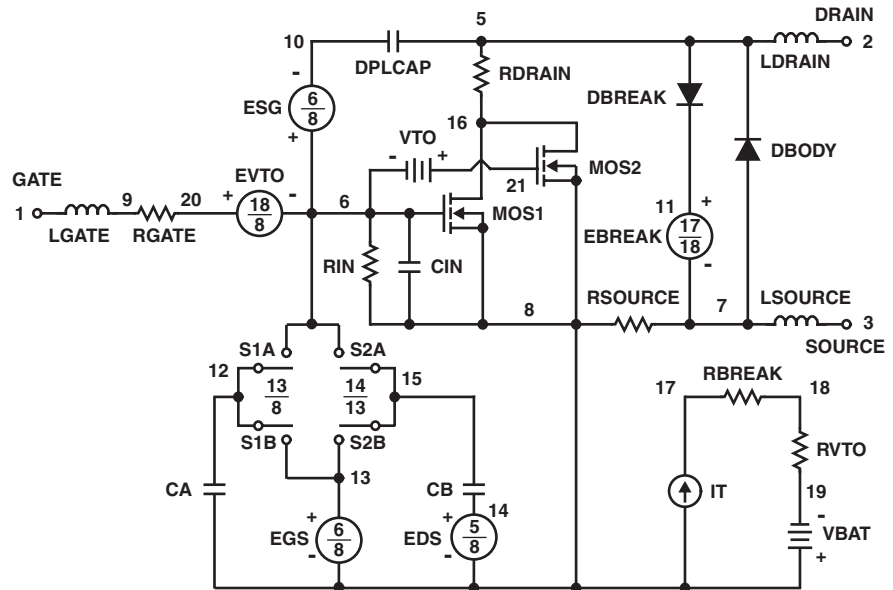 DRAIN
5
10
2
DPLCAP
LDRAIN
RDRAIN
-
DBREAK
ESG 6/8
+
16
VTO
- +
DBODY
MOS2
GATE
EVTO
21
1
9
20
+ 18/8 -
6
MOS1
11
+
LGATE
RGATE
EBREAK 17/18
-
RIN
CIN
8
RSOURCE
7
LSOURCE
3
SOURCE
S1A
S2A
12
13/8
14/13
15
RBREAK
17
18
S1B
S2B
RVTO
13
CA
CB
IT
19
-
14
VBAT
+
+
EGS 6/8
-
+
EDS 5/8
-